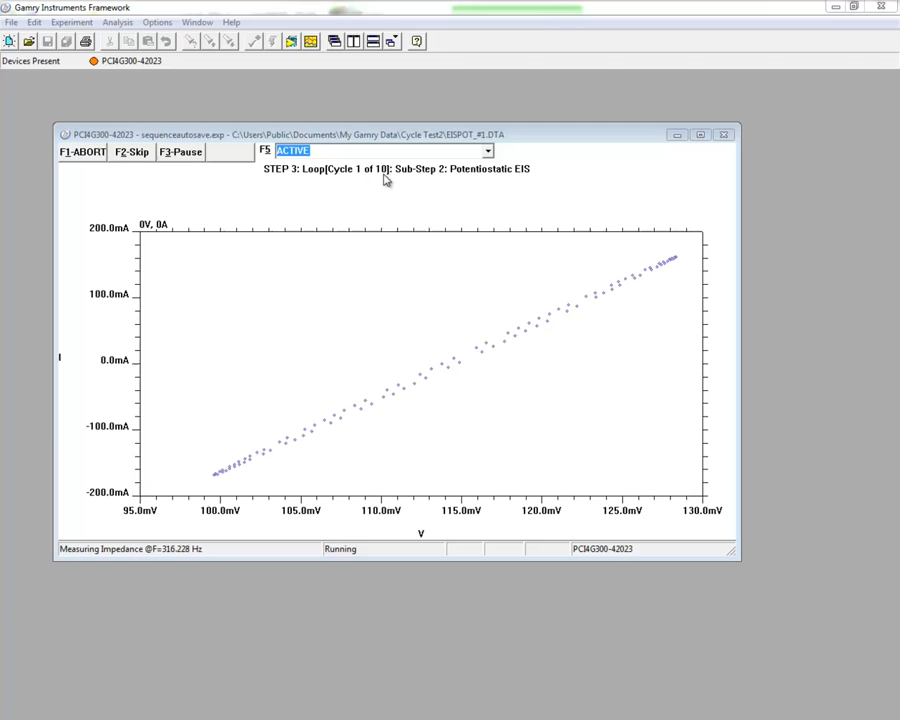 Gamry Instruments Framework
File Edit Experiment Analysis Options Window Help
Devices Present PCI4G300-42023
PCI4G300-42023 - sequenceautosave.exp - C:\Users\Public\Documents\My Gamry Data\Cycle Test2\EISPOT_#1.DTA
F1-ABORT F2-Skip F3-Pause F5 ACTIVE
STEP 3: Loop[Cycle 1 of 10]: Sub-Step 2: Potentiostatic EIS
0V, 0A
200.0mA
100.0mA
0.0mA
I
-100.0mA
-200.0mA
95.0mV 100.0mV 105.0mV 110.0mV 115.0mV 120.0mV 125.0mV 130.0mV
V
Measuring Impedance @F=316.228 Hz Running PCI4G300-42023